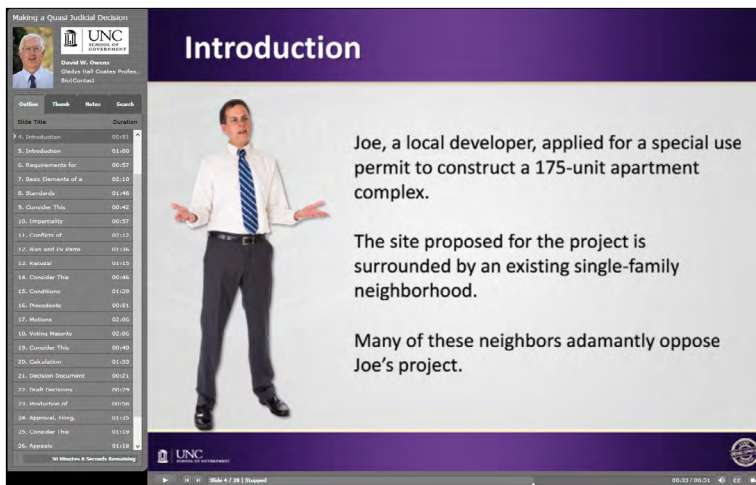 Making a Quasi Judicial Decision
UNC
SCHOOL OF
GOVERNMENT
David W. Owens
Gladys Hall Coates Profes...
Bio|Contact
Outline Thumb Notes Search
Slide Title Duration
4. Introduction 00:51
5. Introduction 01:00
6. Requirements for 00:57
7. Basic Elements of a 02:10
8. Standards 01:46
9. Consider This 00:42
10. Impartiality 00:37
11. Conflicts of 02:12
12. Bias and Ex Parte 01:36
13. Recusal 01:15
14. Consider This 00:46
15. Conditions 01:29
16. Precedents 00:51
17. Motions 02:06
18. Voting Majority 02:06
19. Consider This 00:40
20. Calculation 01:33
21. Decision Document 00:21
22. Draft Decisions 00:29
23. Production of
24. Approval, Filing,
25. Consider This 01:19
26. Appeals 01:18
30 Minutes 8 Seconds Remaining
Introduction
Joe, a local developer, applied for a special use
permit to construct a 175-unit apartment
complex.
The site proposed for the project is
surrounded by an existing single-family
neighborhood.
Many of these neighbors adamantly oppose
Joe's project.
UNC
SCHOOL OF GOVERNMENT
Slide 4 / 28 | Stopped
00:33 / 00:51
CC